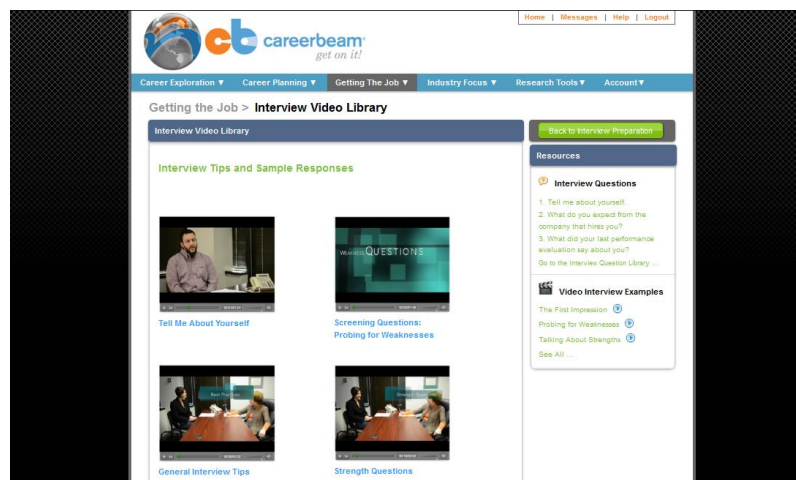 Home | Messages | Help | Logout
cb careerbeam
get on it!
Career Exploration ▼ Career Planning ▼ Getting The Job ▼ Industry Focus ▼ Research Tools ▼ Account ▼
Getting the Job > Interview Video Library
Interview Video Library
Interview Tips and Sample Responses
WEAKNESS QUESTIONS
Tell Me About Yourself
Screening Questions:
Probing for Weaknesses
Best Practices
General Interview Tips
Strength Questions
Back to Interview Preparation
Resources
Interview Questions
1. Tell me about yourself.
2. What do you expect from the
company that hires you?
3. What did your last performance
evaluation say about you?
Go to the Interview Question Library ...
Video Interview Examples
The First Impression
Probing for Weaknesses
Talking About Strengths
See All ...